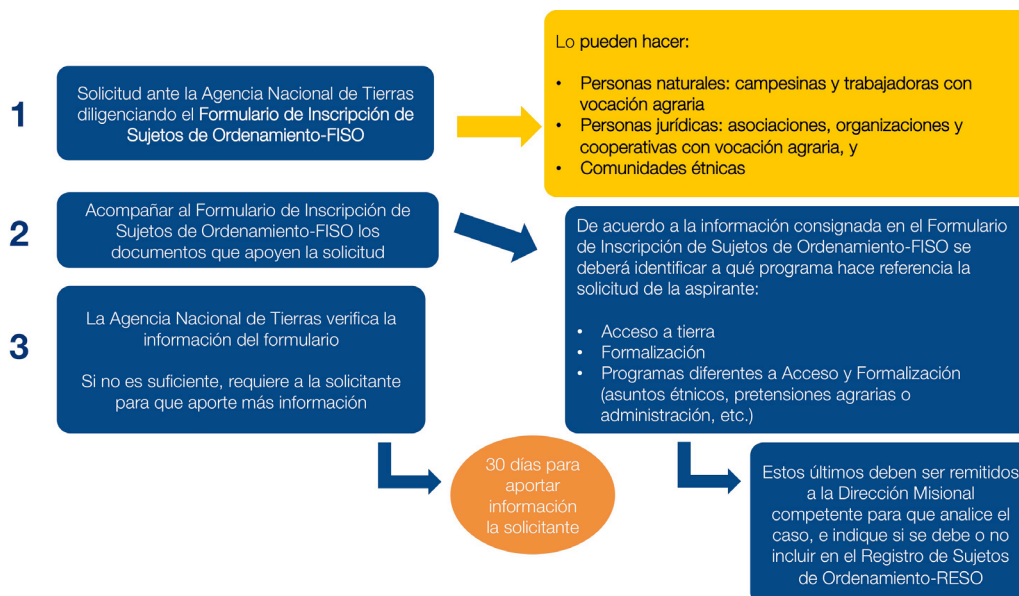 1
Solicitud ante la Agencia Nacional de Tierras
diligenciando el Formulario de Inscripción de
Sujetos de Ordenamiento-FISO
Lo pueden hacer:
• Personas naturales: campesinas y trabajadoras con
vocación agraria
• Personas jurídicas: asociaciones, organizaciones y
cooperativas con vocación agraria, y
• Comunidades étnicas
2
Acompañar al Formulario de Inscripción de
Sujetos de Ordenamiento-FISO los
documentos que apoyen la solicitud
De acuerdo a la información consignada en el Formulario
de Inscripción de Sujetos de Ordenamiento-FISO se
deberá identificar a qué programa hace referencia la
solicitud de la aspirante:
• Acceso a tierra
• Formalización
• Programas diferentes a Acceso y Formalización
(asuntos étnicos, pretensiones agrarias o
administración, etc.)
3
La Agencia Nacional de Tierras verifica la
información del formulario
Si no es suficiente, requiere a la solicitante
para que aporte más información
30 días para
aportar
información
la solicitante
Estos últimos deben ser remitidos
a la Dirección Misional
competente para que analice el
caso, e indique si se debe o no
incluir en el Registro de Sujetos
de Ordenamiento-RESO